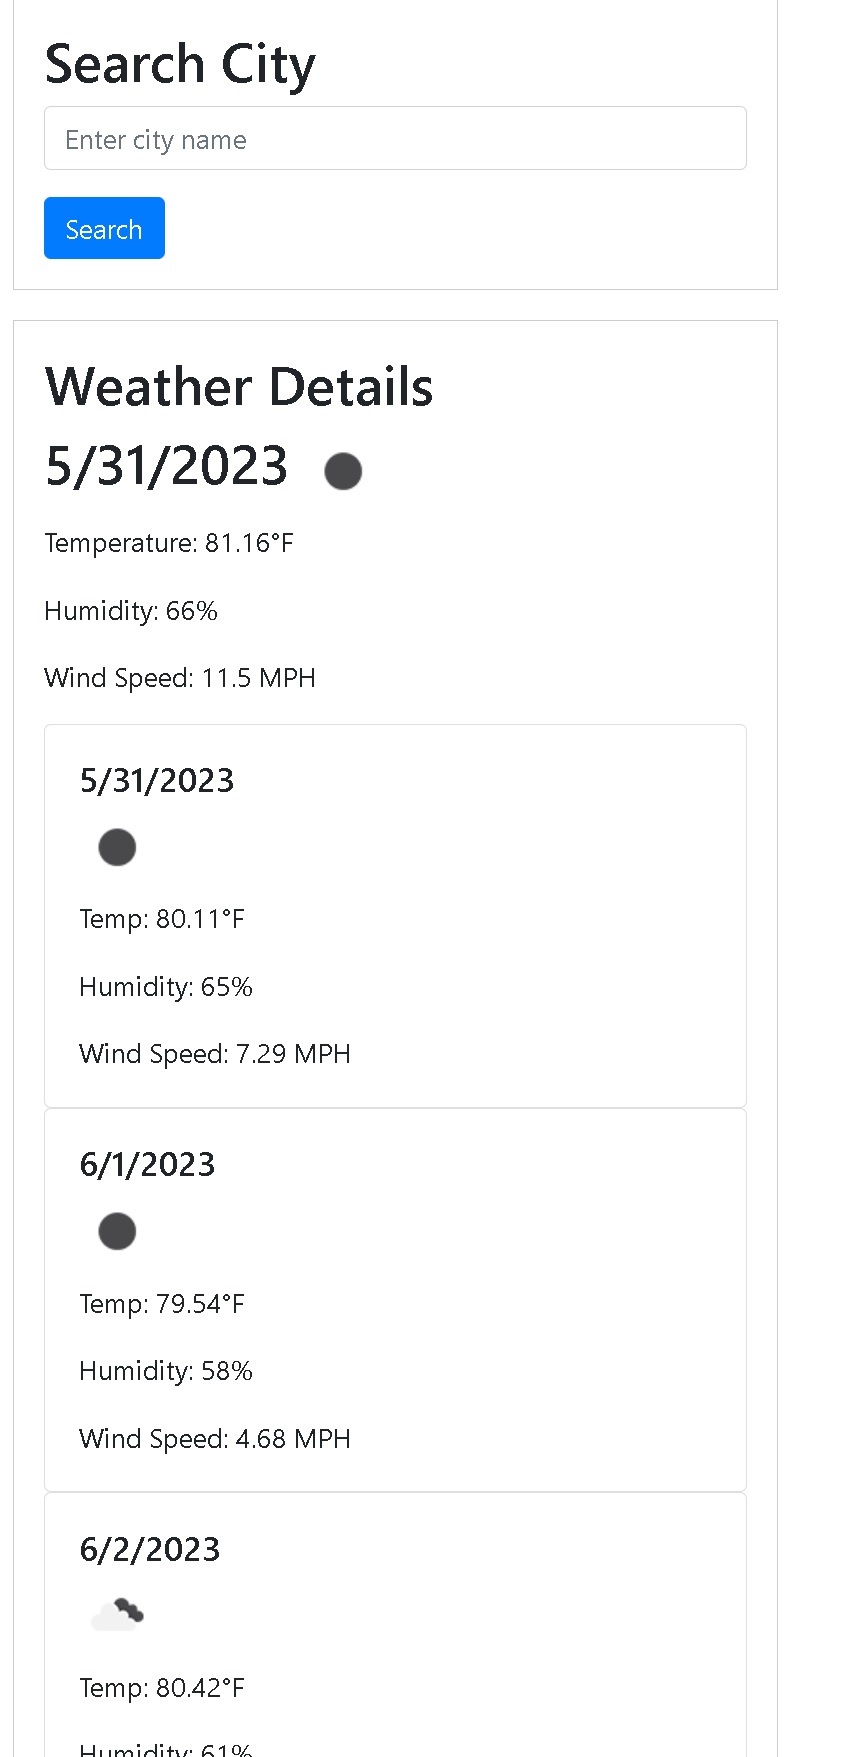 Search City
Enter city name
Search
Weather Details
5/31/2023
Temperature: 81.16°F
Humidity: 66%
Wind Speed: 11.5 MPH
5/31/2023
Temp: 80.11°F
Humidity: 65%
Wind Speed: 7.29 MPH
6/1/2023
Temp: 79.54°F
Humidity: 58%
Wind Speed: 4.68 MPH
6/2/2023
Temp: 80.42°F
Humidity: 61%